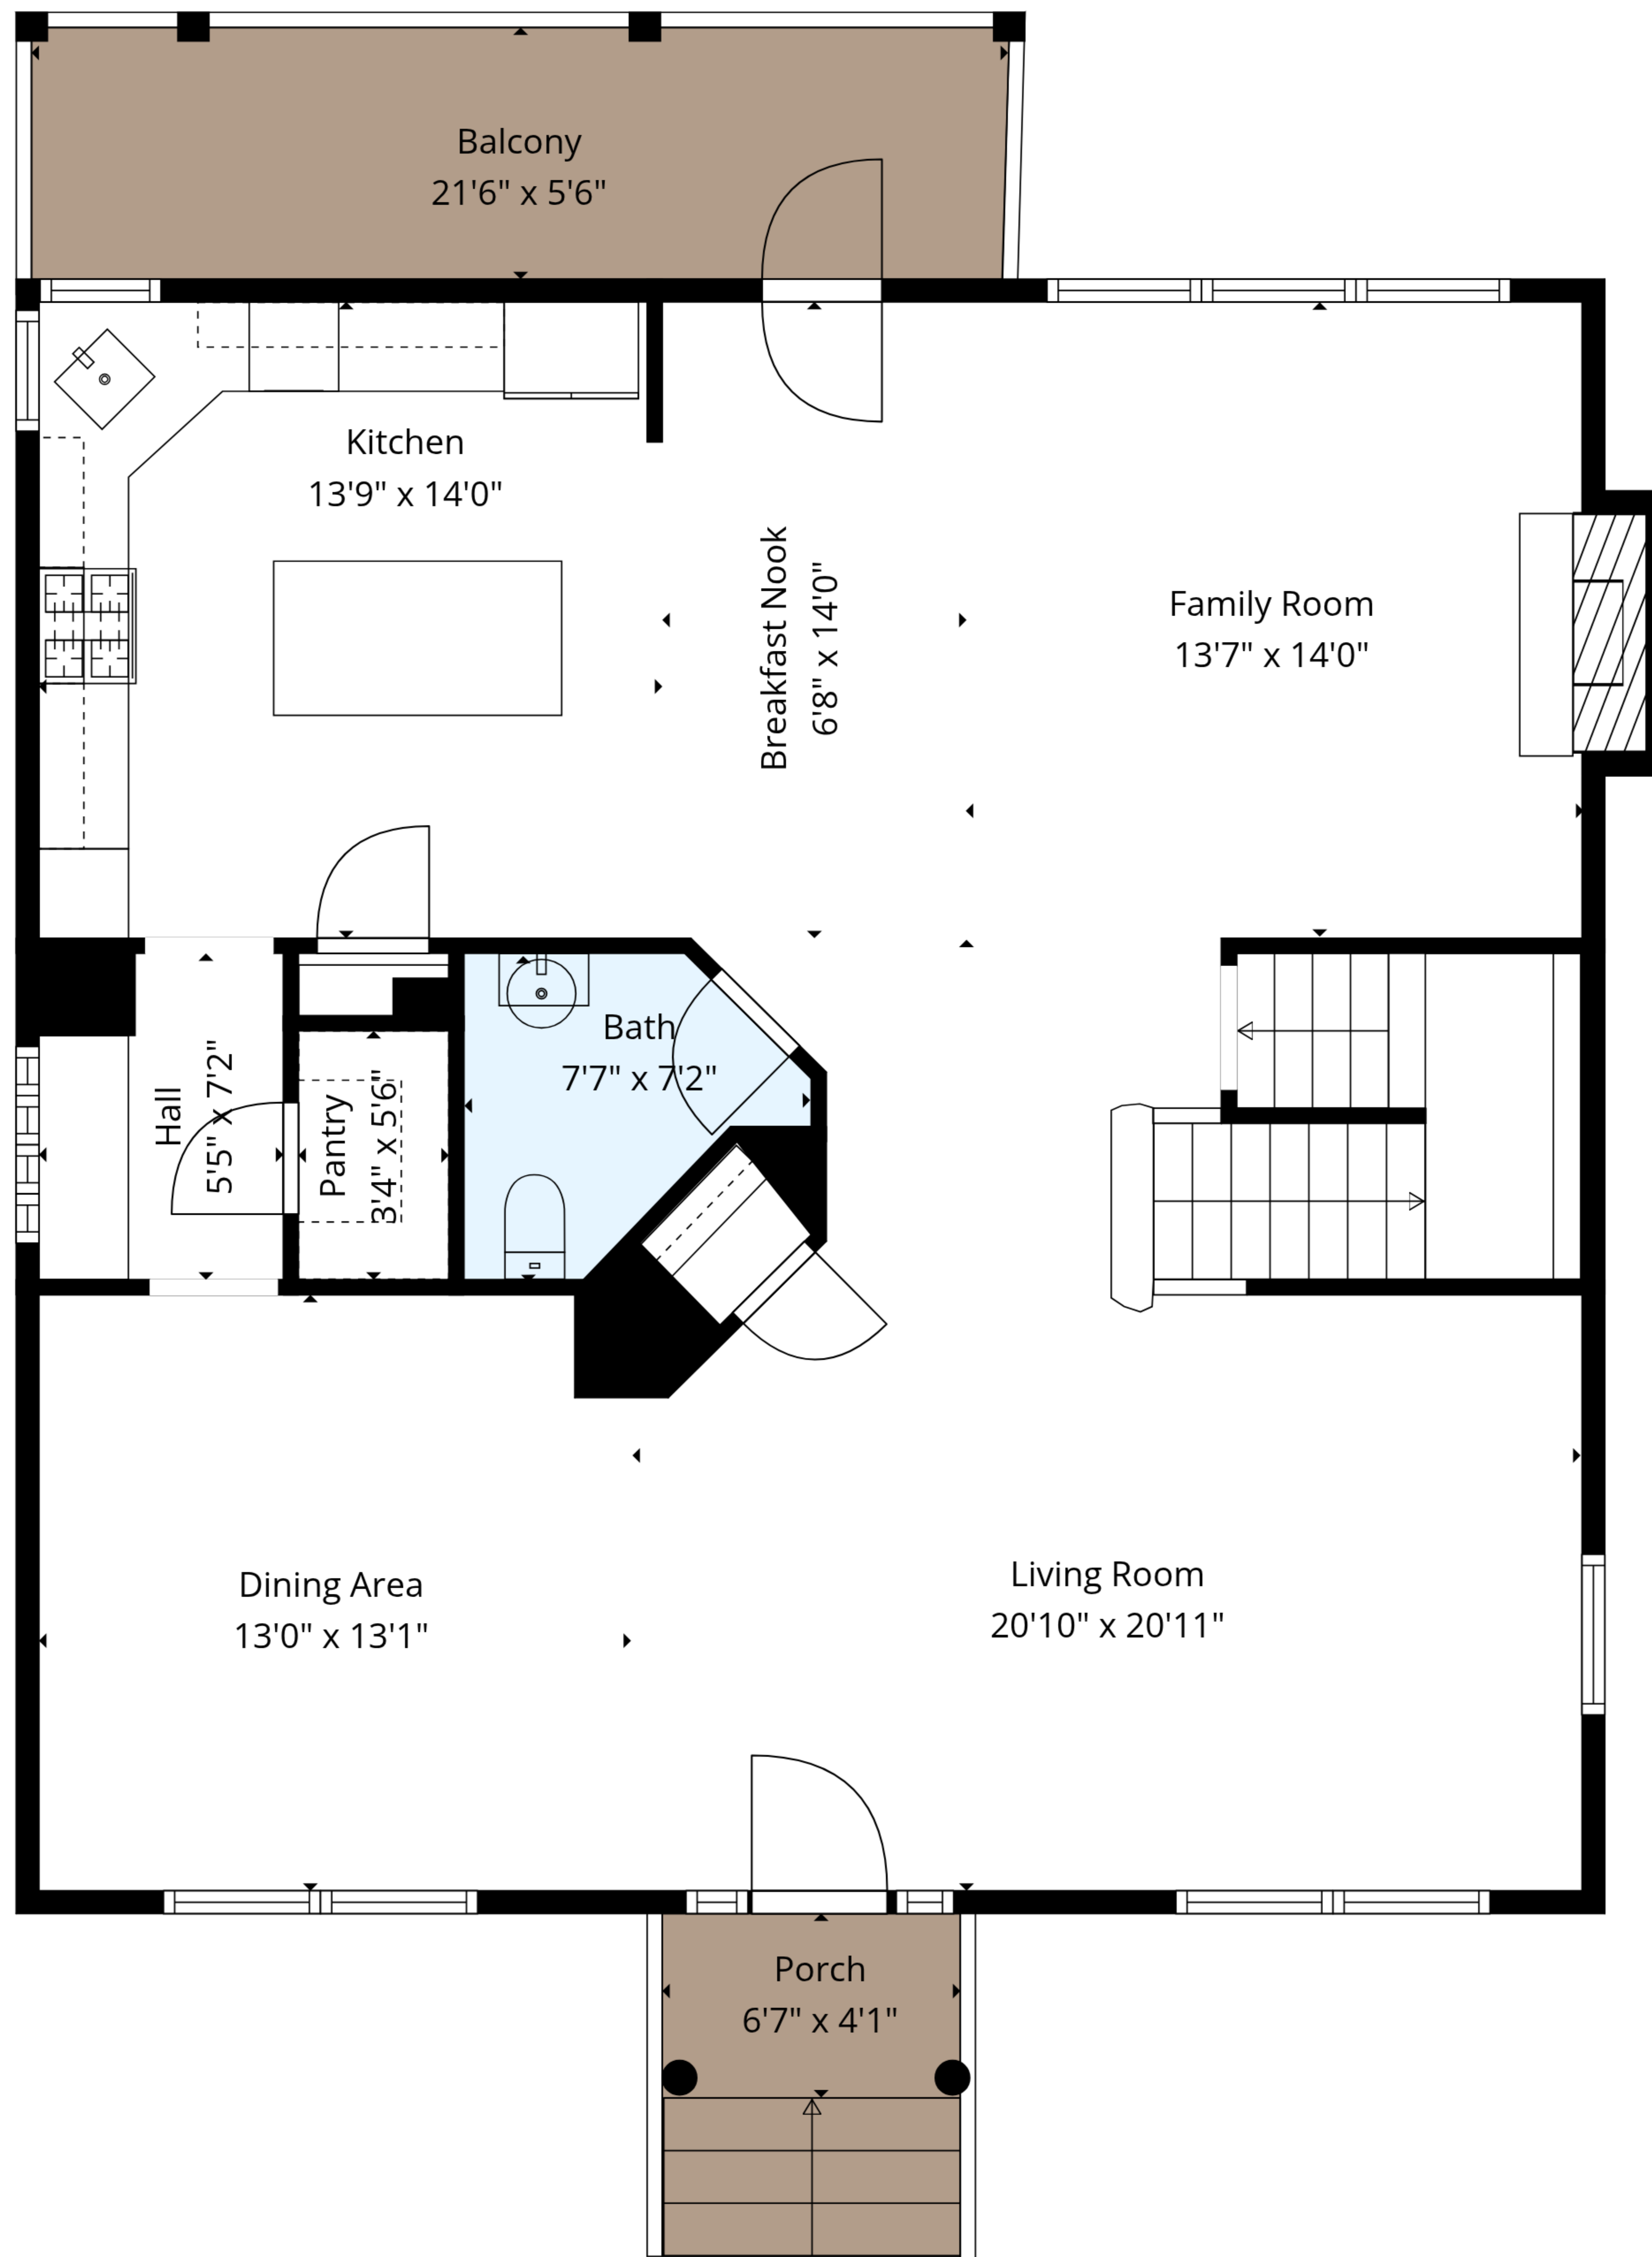 Balcony
21'6" x 5'6"
Kitchen
13'9" x 14'0"
Breakfast Nook
6'8" x 14'0"
Family Room
13'7" x 14'0"
Hall
5'5" x 7'2"
Pantry
3'4" x 5'6"
Bath
7'7" x 7'2"
Dining Area
13'0" x 13'1"
Living Room
20'10" x 20'11"
Porch
6'7" x 4'1"